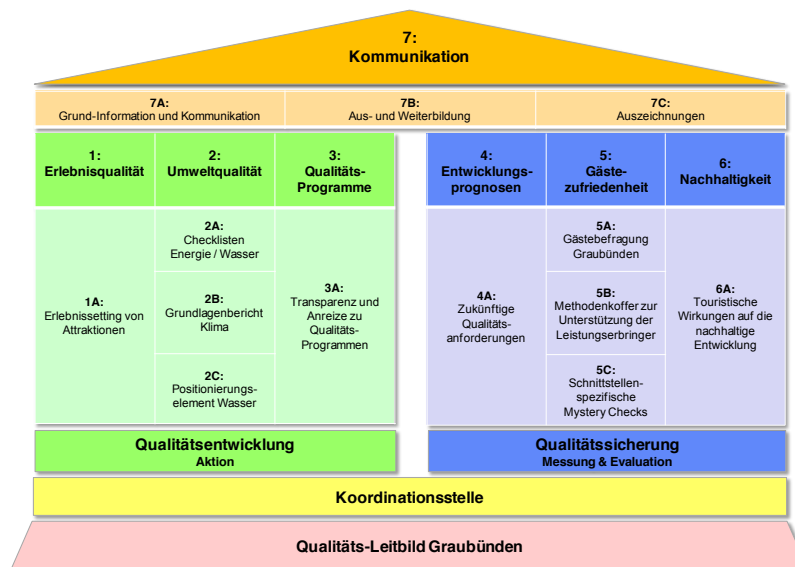 7:
Kommunikation
7A:
Grund-Information und Kommunikation
7B:
Aus- und Weiterbildung
7C:
Auszeichnungen
1:
Erlebnisqualität
2:
Umweltqualität
3:
Qualitäts-
Programme
4:
Entwicklungs-
prognosen
5:
Gäste-
zufriedenheit
6:
Nachhaltigkeit
1A:
Erlebnissetting von
Attraktionen
2A:
Checklisten
Energie / Wasser
2B:
Grundlagenbericht
Klima
2C:
Positionierungs-
element Wasser
3A:
Transparenz und
Anreize zu
Qualitäts-
Programmen
4A:
Zukünftige
Qualitäts-
anforderungen
5A:
Gästebefragung
Graubünden
5B:
Methodenkoffer zur
Unterstützung der
Leistungserbringer
5C:
Schnittstellen-
spezifische
Mystery Checks
6A:
Touristische
Wirkungen auf die
nachhaltige
Entwicklung
Qualitätsentwicklung
Aktion
Qualitätssicherung
Messung & Evaluation
Koordinationsstelle
Qualitäts-Leitbild Graubünden